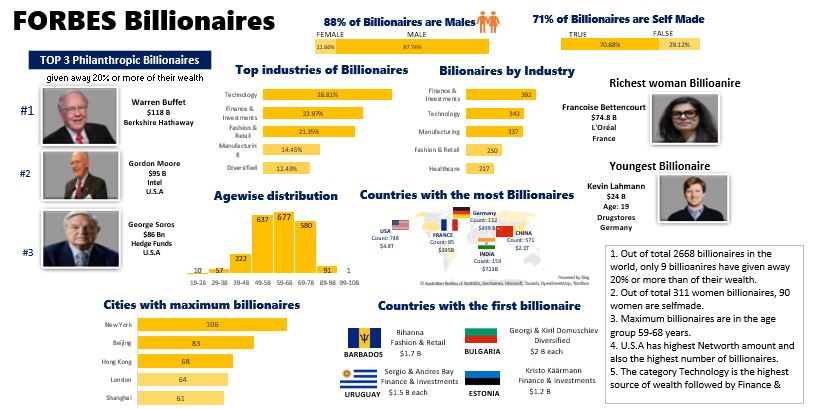 FORBES Billionaires
88% of Billionaires are Males
FEMALE MALE
11.66% 87.74%
71% of Billionaires are Self Made
TRUE FALSE
70.88% 29.12%
TOP 3 Philanthropic Billionaires
given away 20% or more of their wealth
#1
Warren Buffet
$118 B
Berkshire Hathaway
#2
Gordon Moore
$95 B
Intel
U.S.A
#3
George Soros
$86 Bn
Hedge Funds
U.S.A
Top industries of Billionaires
Technology 28.81%
Finance &
Investments 22.97%
Fashion &
Retail 21.35%
Manufacturin
g 14.45%
Diversified 12.43%
Bilionaires by Industry
Finance &
Investments 392
Technology 343
Manufacturing 337
Fashion & Retail 250
Healthcare 217
Richest woman Billioanire
Francoise Bettencourt
$74.8 B
L'Oréal
France
Youngest Billionaire
Kevin Lahmann
$24 B
Age: 19
Drugstores
Germany
Agewise distribution
10 57 222 637 677 580 91 1
19-28 29-38 39-48 49-58 59-68 69-78 79-88 89-98 99-108
Countries with the most Billionaires
USA
Count: 748
$4.8T
FRANCE
Count: 85
$395B
Germany
Count: 112
$499 B
CHINA
Count: 571
$2.3T
INDIA
Count: 159
$723B
Powered by Bing
© Australian Bureau of Statistics, GeoNames, Microsoft, Navinfo, OpenStreetMap, TomTom
Cities with maximum billionaires
New York 106
Beijing 83
Hong Kong 68
London 64
Shanghai 61
Countries with the first billionaire
BARBADOS
Rihanna
Fashion & Retail
$1.7 B
BULGARIA
Georgi & Kiril Domuschiev
Diversified
$2 B each
URUGUAY
Sergio & Andres Bay
Finance & Investments
$1.5 B each
ESTONIA
Kristo Käärmann
Finance & Investments
$1.2 B
1. Out of total 2668 billionaires in the
world, only 9 billioanires have given away
20% or more than of their wealth.
2. Out of total 311 women billionaires, 90
women are selfmade.
3. Maximum billionaires are in the age
group 59-68 years.
4. U.S.A has highest Networth amount and
also the highest number of billionaires.
5. The category Technology is the highest
source of wealth followed by Finance &